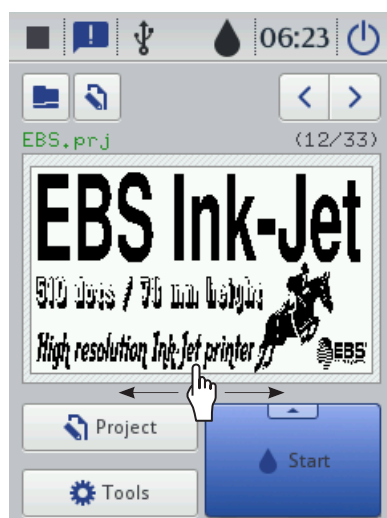 06:23
EBS.prj (12/33)
EBS Ink-Jet
510 dots / 70 mm height
High resolution Ink-Jet printer
EBS
Project
Start
Tools